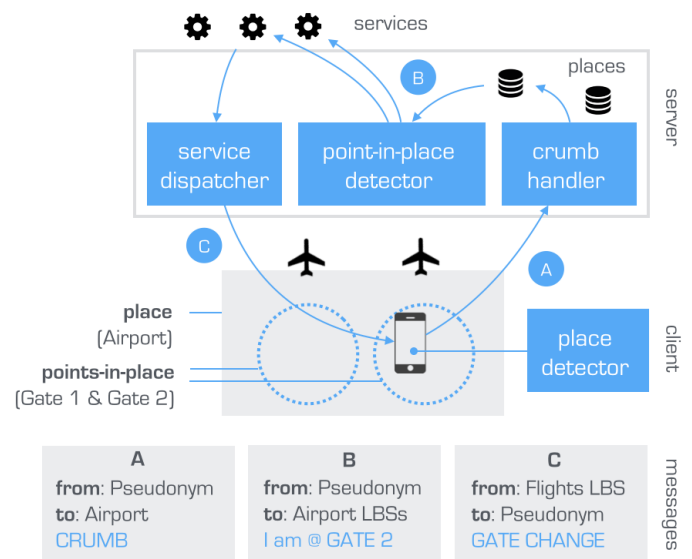 services
places
server
B
service
dispatcher
point-in-place
detector
crumb
handler
C
A
place
(Airport)
points-in-place
(Gate 1 & Gate 2)
place
detector
client
A
from: Pseudonym
to: Airport
CRUMB
B
from: Pseudonym
to: Airport LBSs
I am @ GATE 2
C
from: Flights LBS
to: Pseudonym
GATE CHANGE
messages